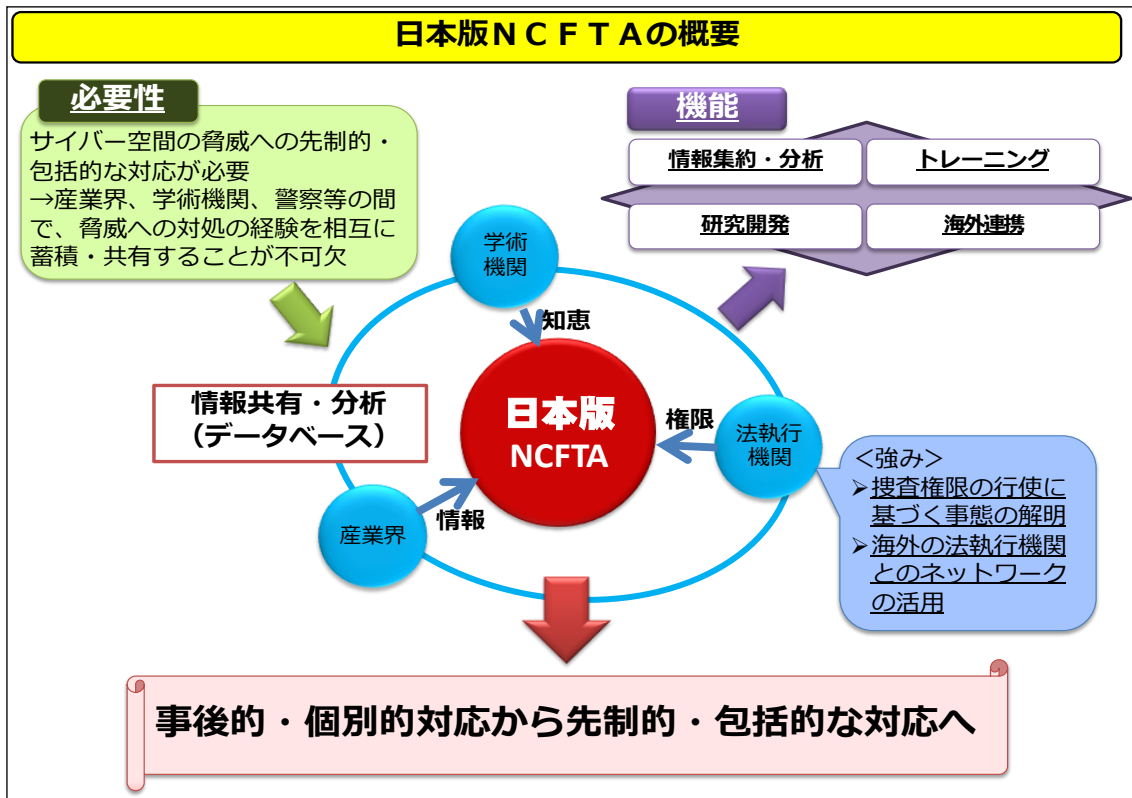 日本版ＮＣＦＴＡの概要
必要性
サイバー空間の脅威への先制的・
包括的な対応が必要
→産業界、学術機関、警察等の間
で、脅威への対処の経験を相互に
蓄積・共有することが不可欠
機能
情報集約・分析
トレーニング
研究開発
海外連携
学術
機関
知恵
情報共有・分析
（データベース）
日本版
NCFTA
権限
法執行
機関
産業界
情報
＜強み＞
➢捜査権限の行使に
基づく事態の解明
➢海外の法執行機関
とのネットワーク
の活用
事後的・個別的対応から先制的・包括的な対応へ